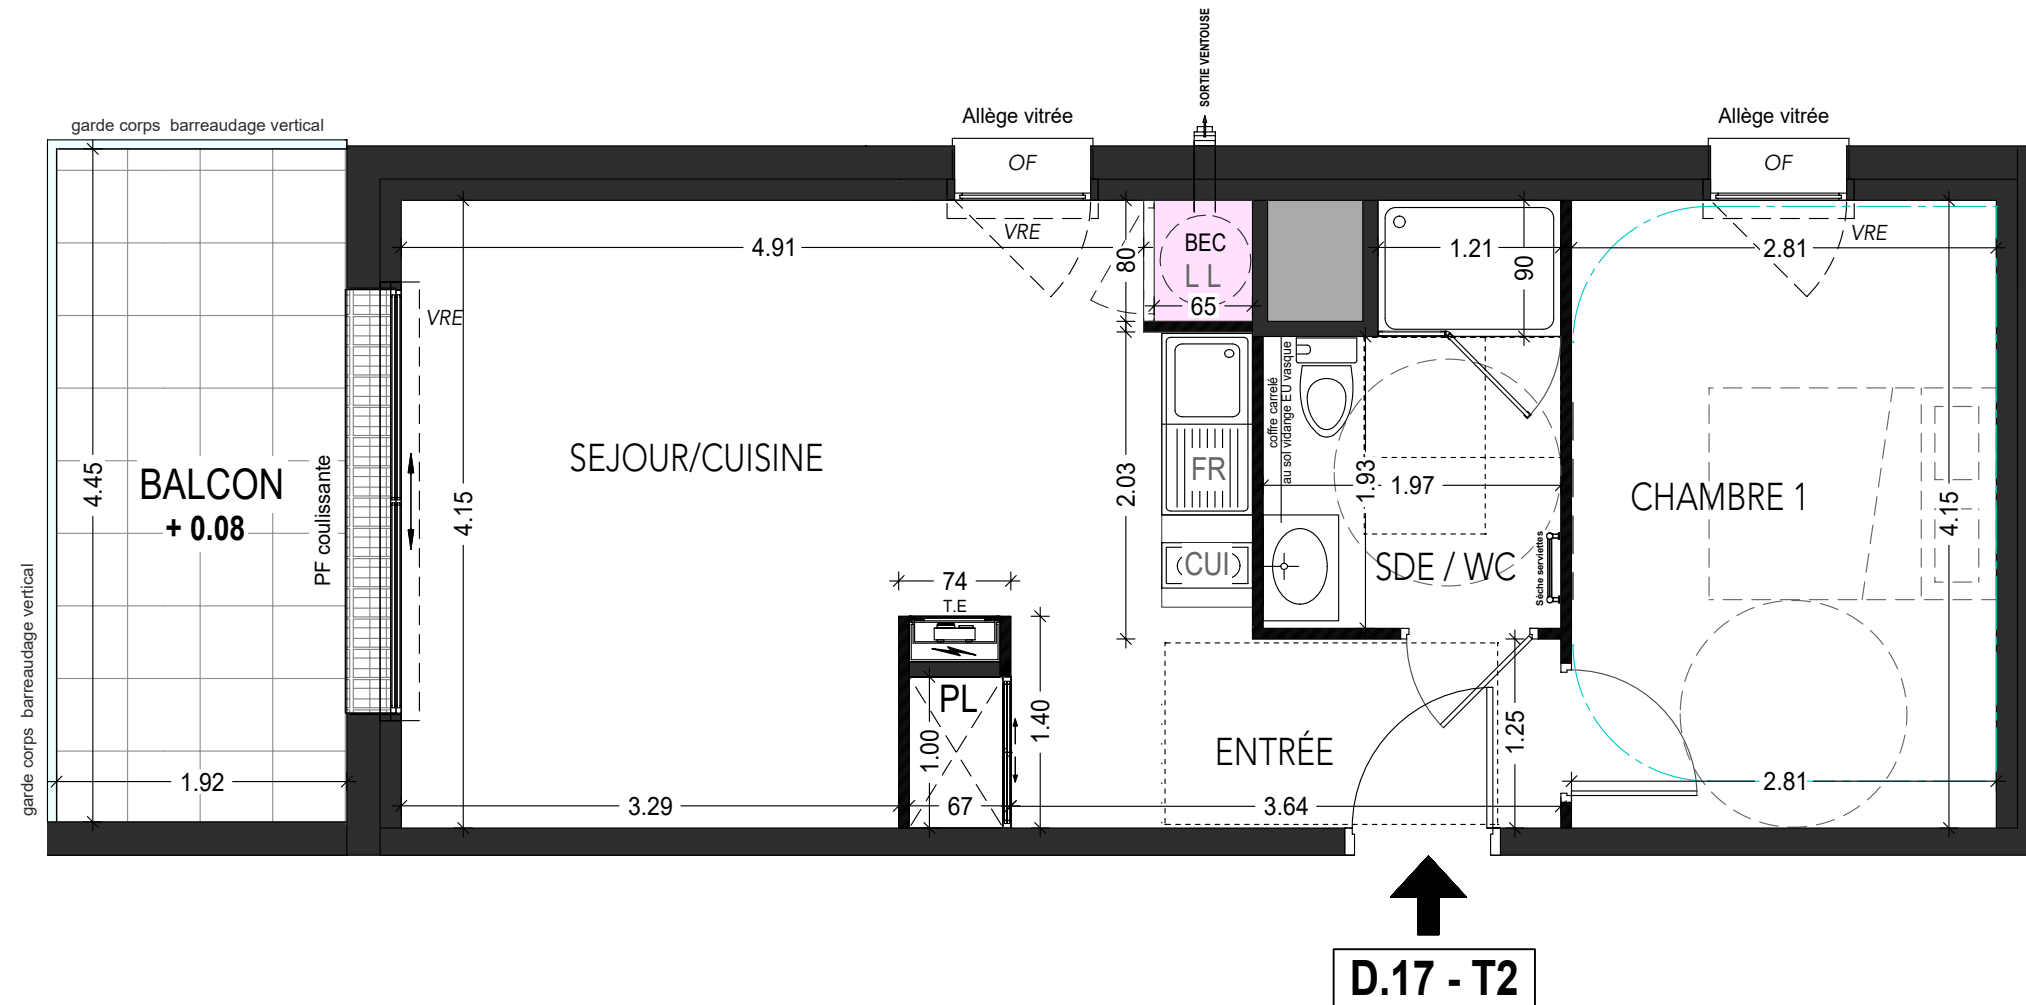 SORTIE VENTOUSE
garde corps  barreaudage vertical
Allège vitrée
Allège vitrée
OF
OF
VRE
VRE
4.91
80
BEC
L L
65
1.21
90
2.81
VRE
SEJOUR/CUISINE
BALCON
+ 0.08
4.45
PF coulissante
4.15
2.03
FR
CUI
coffre carrelé
au sol vidange EU vasque
1.93
1.97
SDE / WC
Sèche serviettes
CHAMBRE 1
4.15
garde corps  barreaudage vertical
74
T.E
PL
1.00
1.40
ENTRÉE
1.25
1.92
3.29
67
3.64
2.81
D.17 - T2